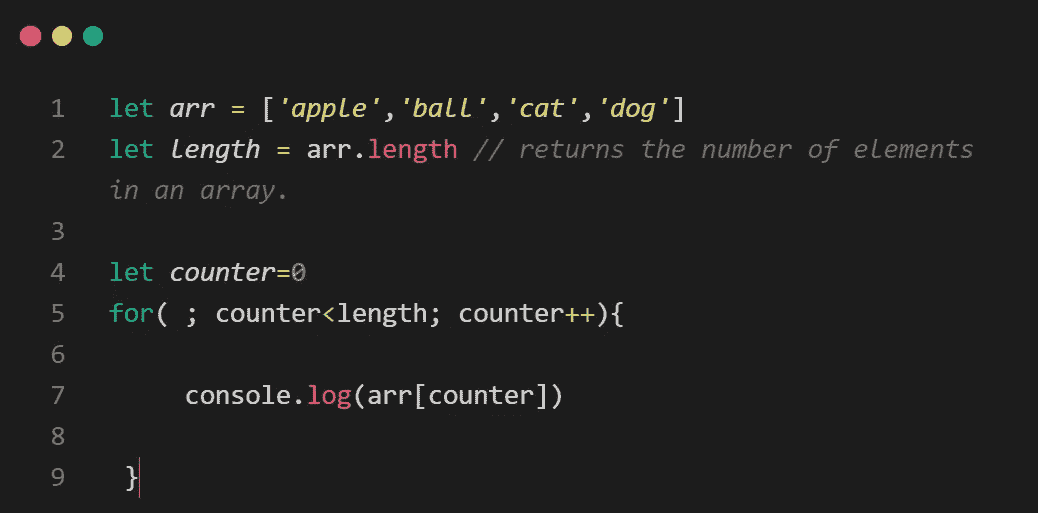 1 let arr = ['apple','ball','cat','dog']
2 let length = arr.length // returns the number of elements
in an array.
3
4 let counter=0
5 for( ; counter<length; counter++){
6
7 console.log(arr[counter])
8
9 }